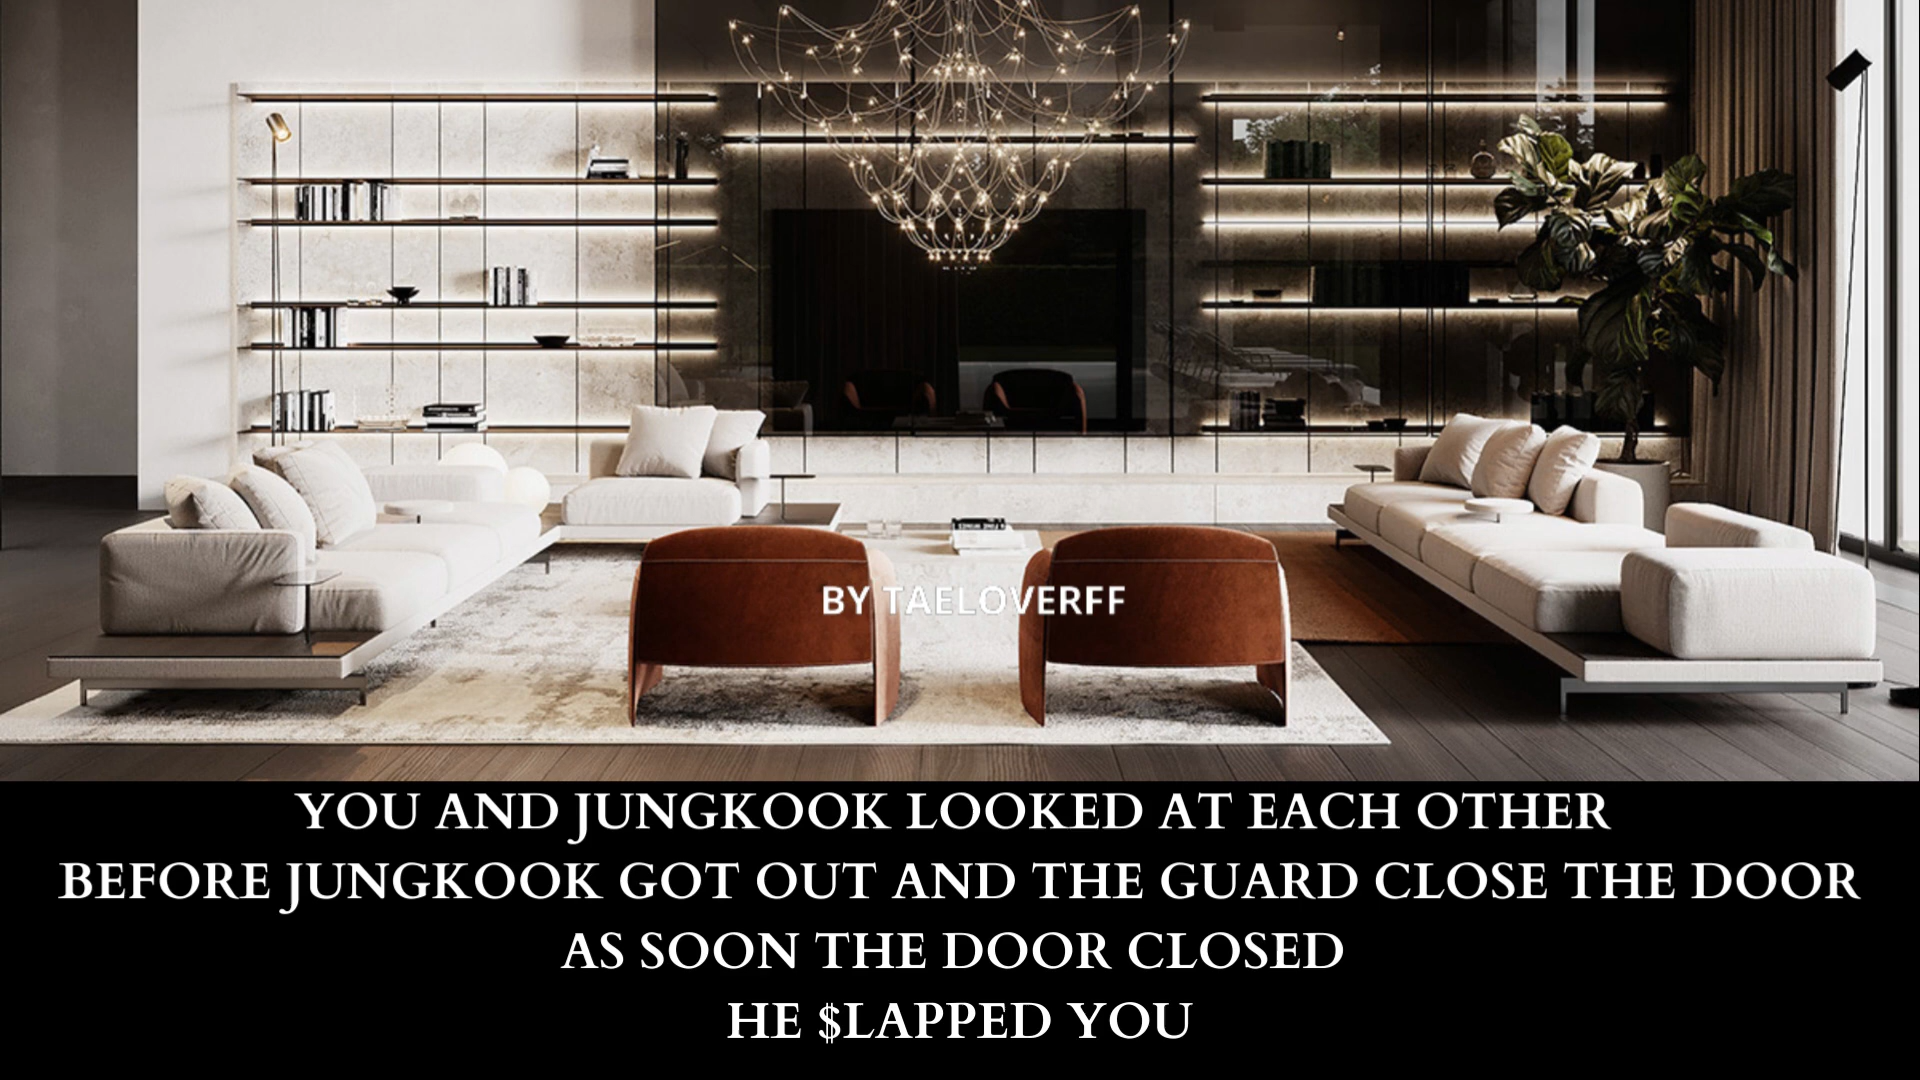 BY TAELOVERFF
YOU AND JUNGKOOK LOOKED AT EACH OTHER
BEFORE JUNGKOOK GOT OUT AND THE GUARD CLOSE THE DOOR
AS SOON THE DOOR CLOSED
HE $LAPPED YOU